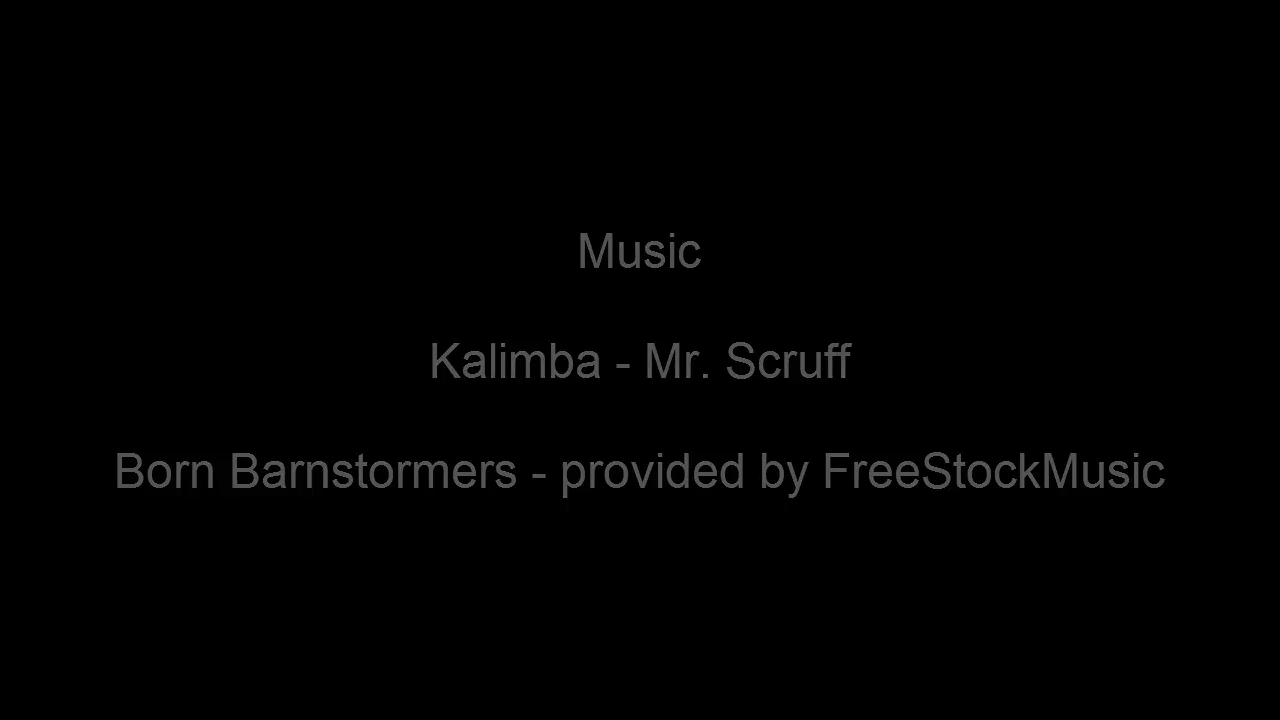 Music
Kalimba - Mr. Scruff
Born Barnstormers - provided by FreeStockMusic